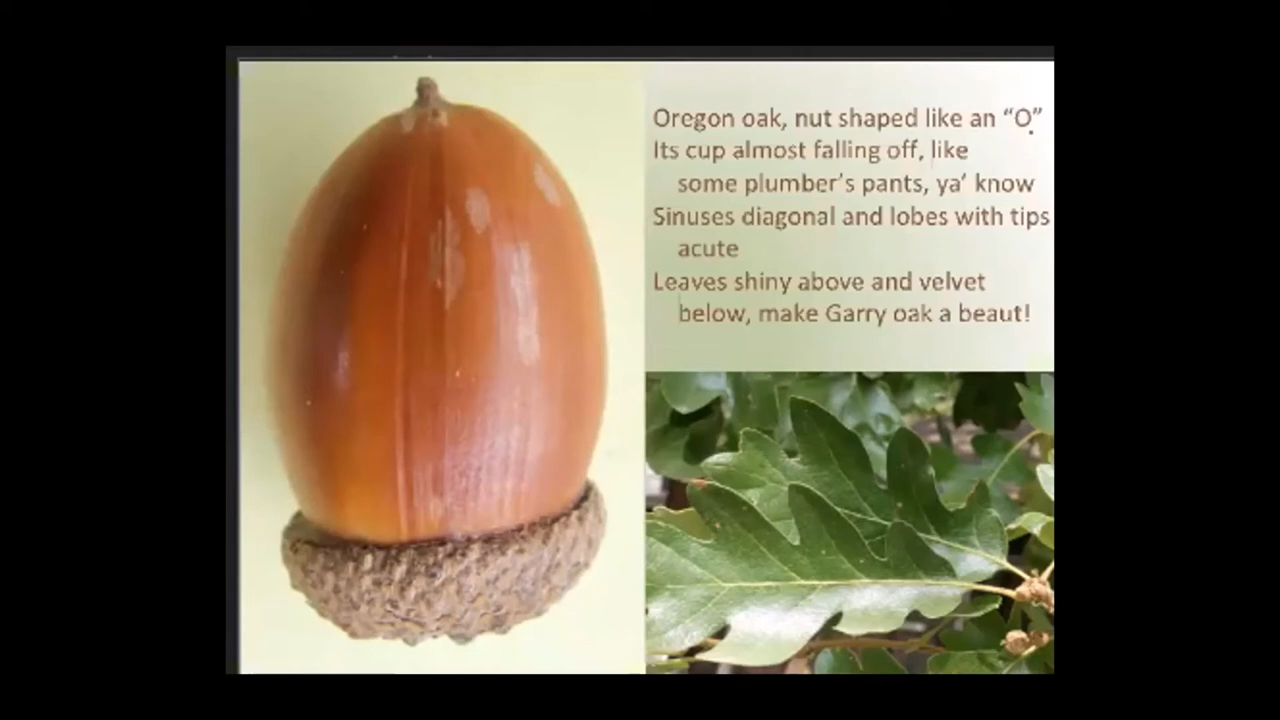 Oregon oak, nut shaped like an “O”.
Its cup almost falling off, like
some plumber’s pants, ya’ know
Sinuses diagonal and lobes with tips
acute
Leaves shiny above and velvet
below, make Garry oak a beaut!